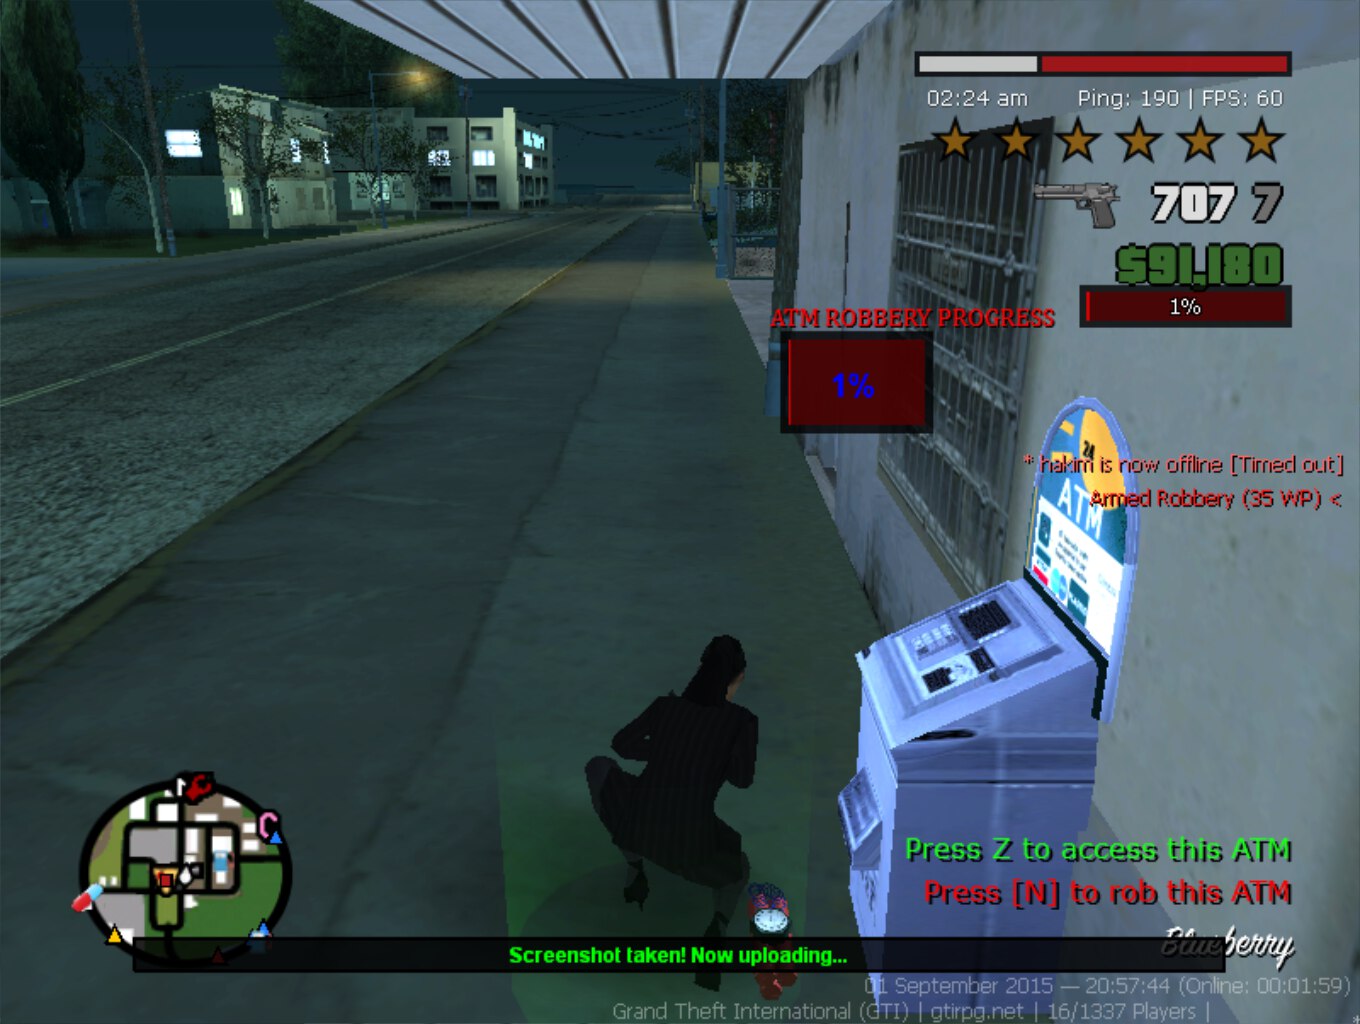 02:24 am
Ping: 190 | FPS: 60
707 7
$91,180
1%
ATM ROBBERY PROGRESS
1%
24
* hakim is now offline [Timed out]
ATM
Armed Robbery (35 WP) <
Press Z to access this ATM
Press [N] to rob this ATM
Blueberry
Screenshot taken! Now uploading...
01 September 2015 — 20:57:44 (Online: 00:01:59)
Grand Theft International (GTI) | gtirpg.net | 16/1337 Players |